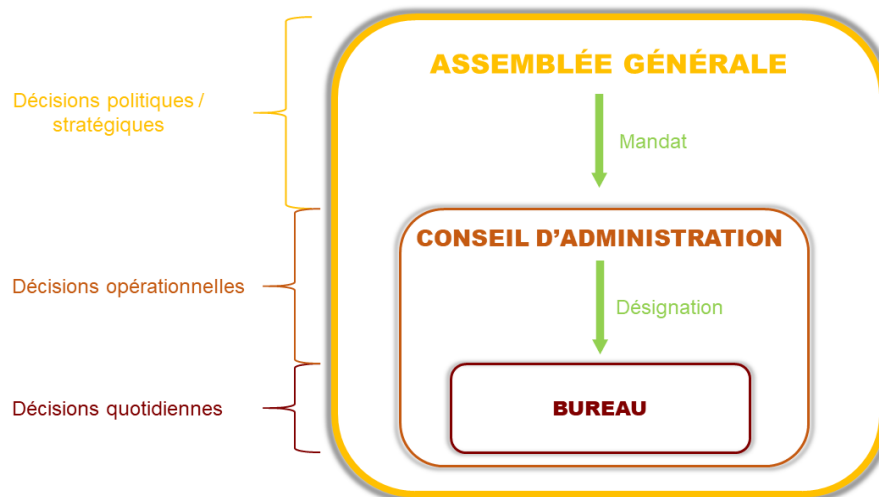 ASSEMBLÉE GÉNÉRALE
Décisions politiques /
stratégiques
Mandat
CONSEIL D'ADMINISTRATION
Décisions opérationnelles
Désignation
Décisions quotidiennes
BUREAU